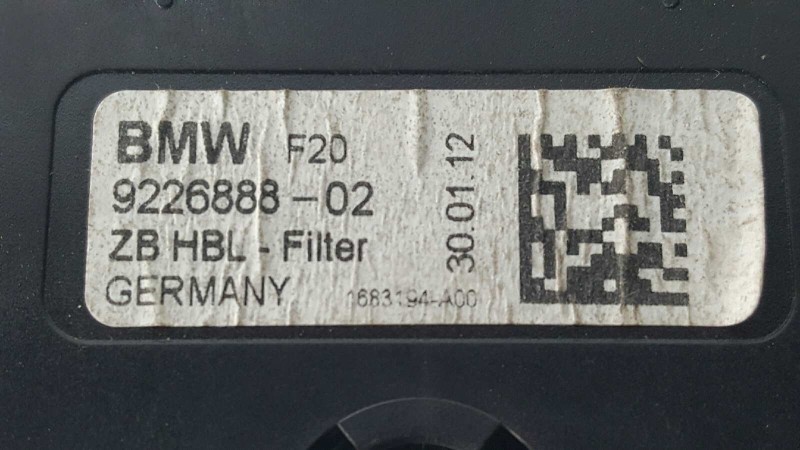 BMW F20
9226888-02
ZB HBL - Filter
GERMANY 1683194-A00
30.01.12